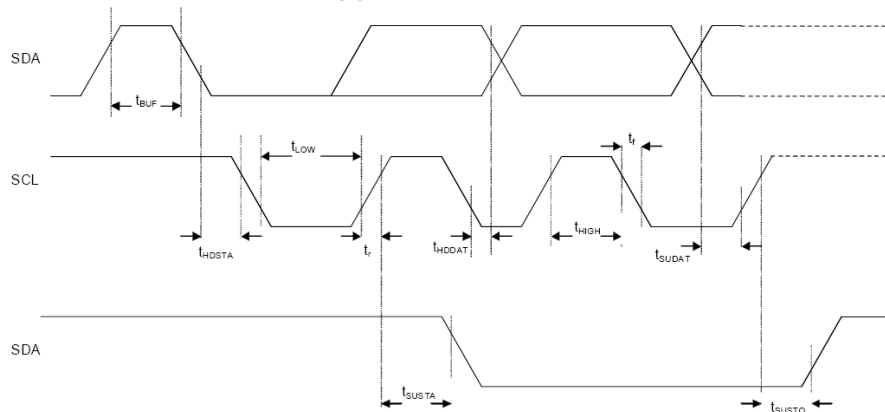 SDA
tBUF
tf
tLOW
SCL
tHDSTA
tr
tHDDAT
tHIGH
tSUDAT
SDA
tSUSTA
tSUSTO